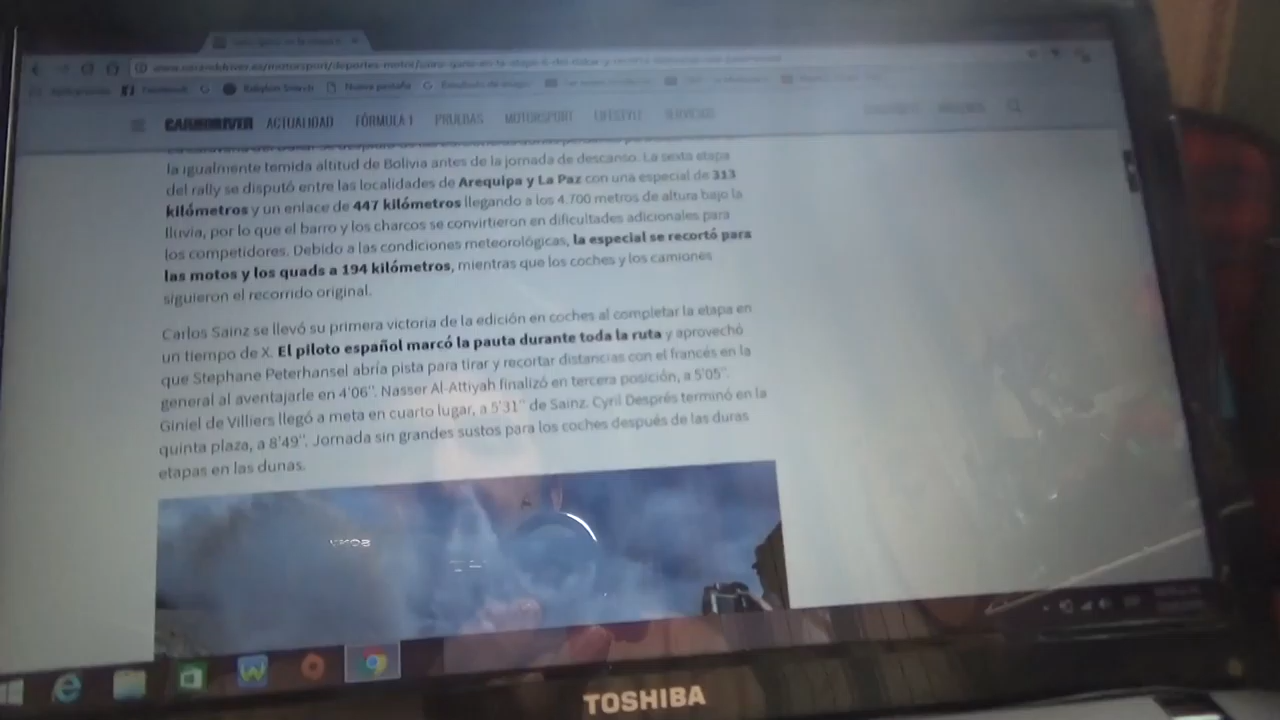 Facebook
Babylon Search
Nueva pestaña
CARANDDRIVER ACTUALIDAD FÓRMULA 1 PRUEBAS MOTORSPORT LIFESTYLE SERVICIOS
la igualmente temida altitud de Bolivia antes de la jornada de descanso. La sexta etapa
del rally se disputó entre las localidades de Arequipa y La Paz con una especial de 313
kilómetros y un enlace de 447 kilómetros llegando a los 4.700 metros de altura bajo la
lluvia, por lo que el barro y los charcos se convirtieron en dificultades adicionales para
los competidores. Debido a las condiciones meteorológicas, la especial se recortó para
las motos y los quads a 194 kilómetros, mientras que los coches y los camiones
siguieron el recorrido original.
Carlos Sainz se llevó su primera victoria de la edición en coches al completar la etapa en
un tiempo de X. El piloto español marcó la pauta durante toda la ruta y aprovechó
que Stephane Peterhansel abría pista para tirar y recortar distancias con el francés en la
general al aventajarle en 4'06''. Nasser Al-Attiyah finalizó en tercera posición, a 5'05''.
Giniel de Villiers llegó a meta en cuarto lugar, a 5'31'' de Sainz. Cyril Després terminó en la
quinta plaza, a 8'49''. Jornada sin grandes sustos para los coches después de las duras
etapas en las dunas.
SONY
TOSHIBA